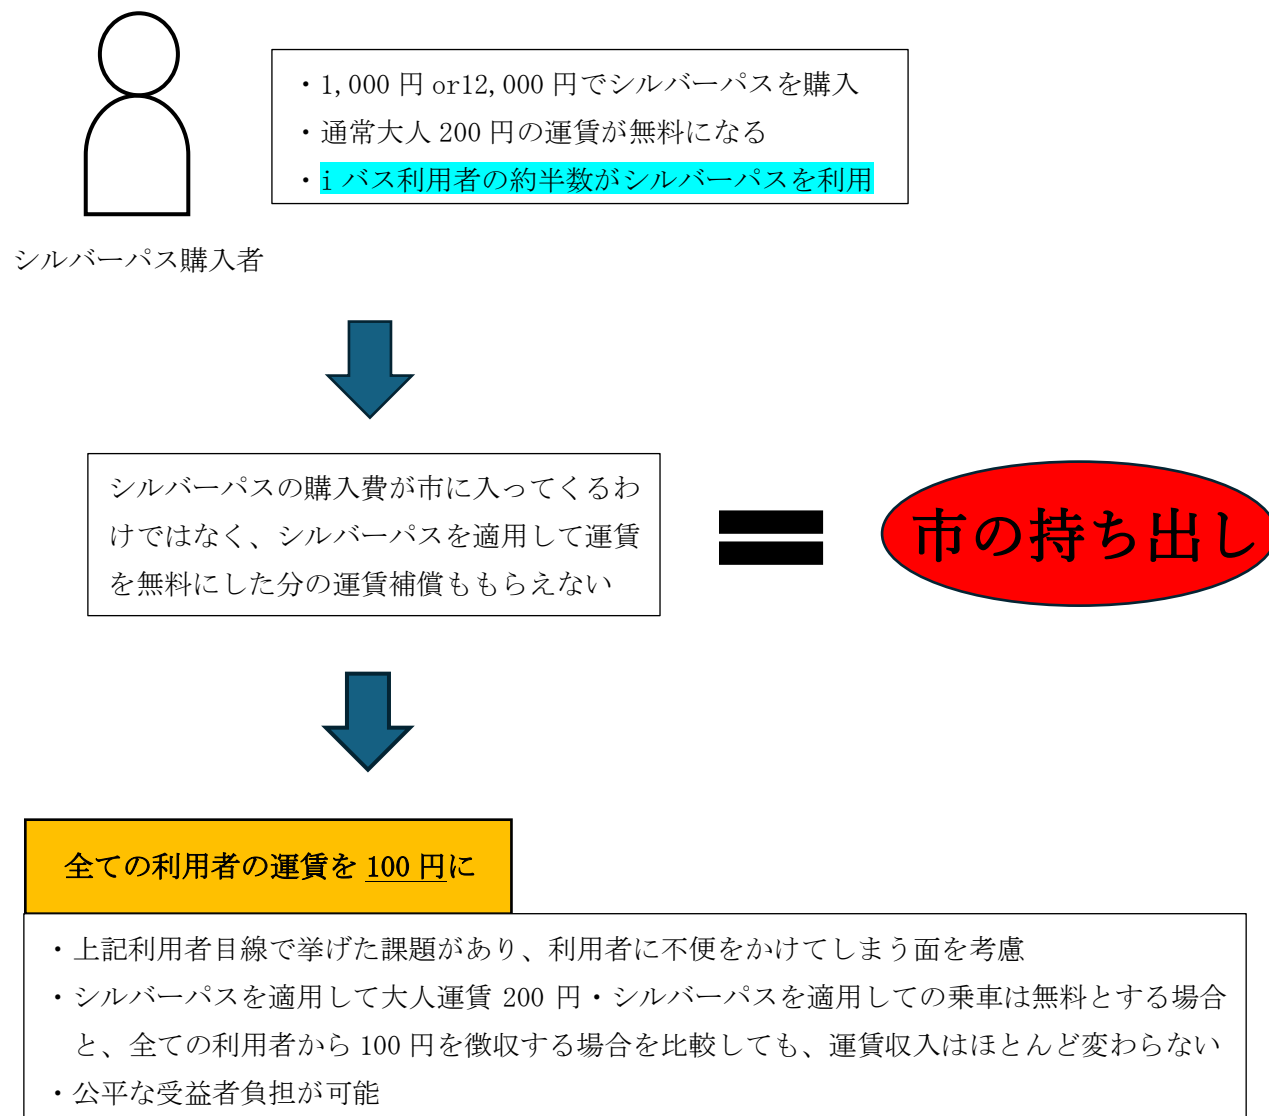 ・1,000 円 or12,000 円でシルバーパスを購入
・通常大人 200 円の運賃が無料になる
・i バス利用者の約半数がシルバーパスを利用
シルバーパス購入者
シルバーパスの購入費が市に入ってくるわ
けではなく、シルバーパスを適用して運賃
を無料にした分の運賃補償ももらえない
市の持ち出し
全ての利用者の運賃を 100 円に
・上記利用者目線で挙げた課題があり、利用者に不便をかけてしまう面を考慮
・シルバーパスを適用して大人運賃 200 円・シルバーパスを適用しての乗車は無料とする場合
と、全ての利用者から 100 円を徴収する場合を比較しても、運賃収入はほとんど変わらない
・公平な受益者負担が可能